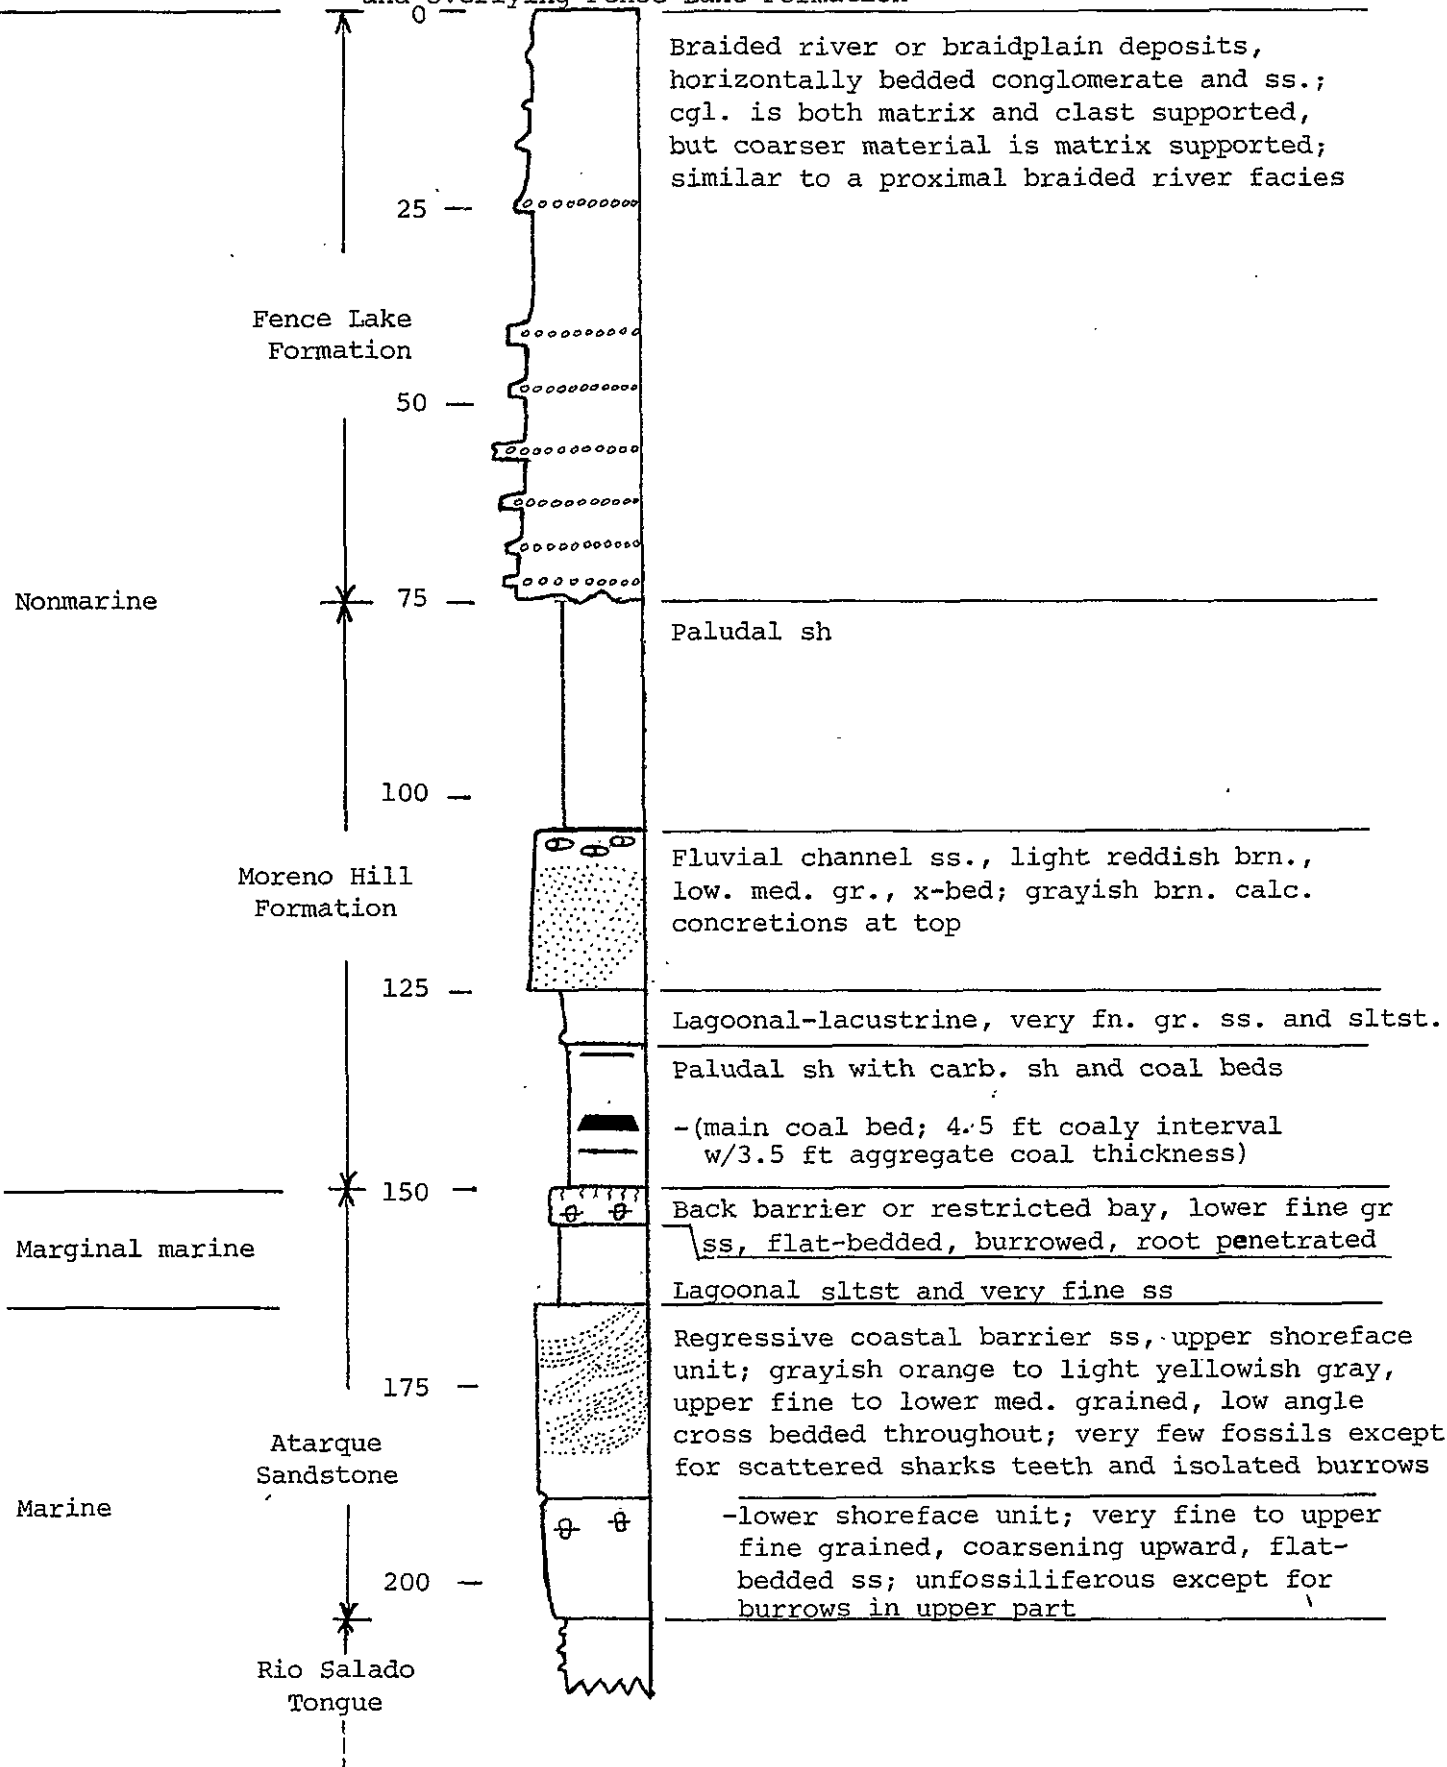 and overlying Fence Lake Formation
0
Braided river or braidplain deposits,
horizontally bedded conglomerate and ss.;
cgl. is both matrix and clast supported,
but coarser material is matrix supported;
similar to a proximal braided river facies
25
Fence Lake
Formation
50
Nonmarine
75
Paludal sh
100
Moreno Hill
Formation
Fluvial channel ss., light reddish brn.,
low. med. gr., x-bed; grayish brn. calc.
concretions at top
125
Lagoonal-lacustrine, very fn. gr. ss. and sltst.
Paludal sh with carb. sh and coal beds
-(main coal bed; 4.5 ft coaly interval
w/3.5 ft aggregate coal thickness)
150
Back barrier or restricted bay, lower fine gr
ss, flat-bedded, burrowed, root penetrated
Marginal marine
Lagoonal sltst and very fine ss
Regressive coastal barrier ss, upper shoreface
unit; grayish orange to light yellowish gray,
upper fine to lower med. grained, low angle
cross bedded throughout; very few fossils except
for scattered sharks teeth and isolated burrows
175
Atarque
Sandstone
Marine
-lower shoreface unit; very fine to upper
fine grained, coarsening upward, flat-
bedded ss; unfossiliferous except for
burrows in upper part
200
Rio Salado
Tongue